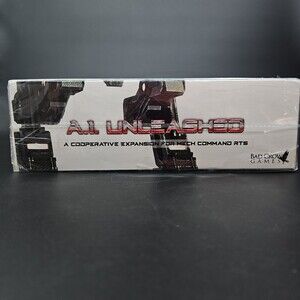 A.I. UNLEASHED
A COOPERATIVE EXPANSION FOR MECH COMMAND RTS
BAD CROW
GAMES